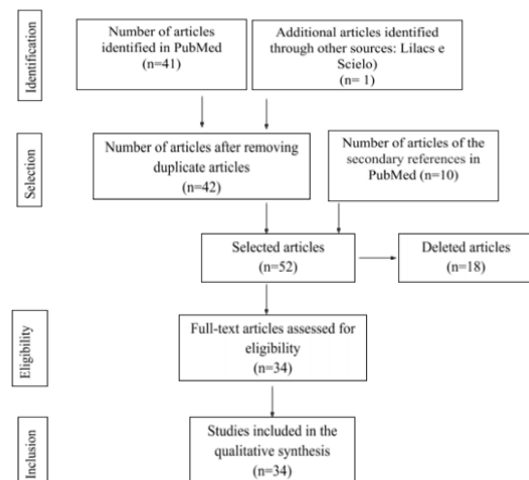 Identification
Number of articles
identified in PubMed
(n=41)
Additional articles identified
through other sources: Lilacs e
Scielo)
(n= 1)
Selection
Number of articles after removing
duplicate articles
(n=42)
Number of articles of the
secondary references in
PubMed (n=10)
Selected articles
(n=52)
Deleted articles
(n=18)
Eligibility
Full-text articles assessed for
eligibility
(n=34)
Inclusion
Studies included in the
qualitative synthesis
(n=34)